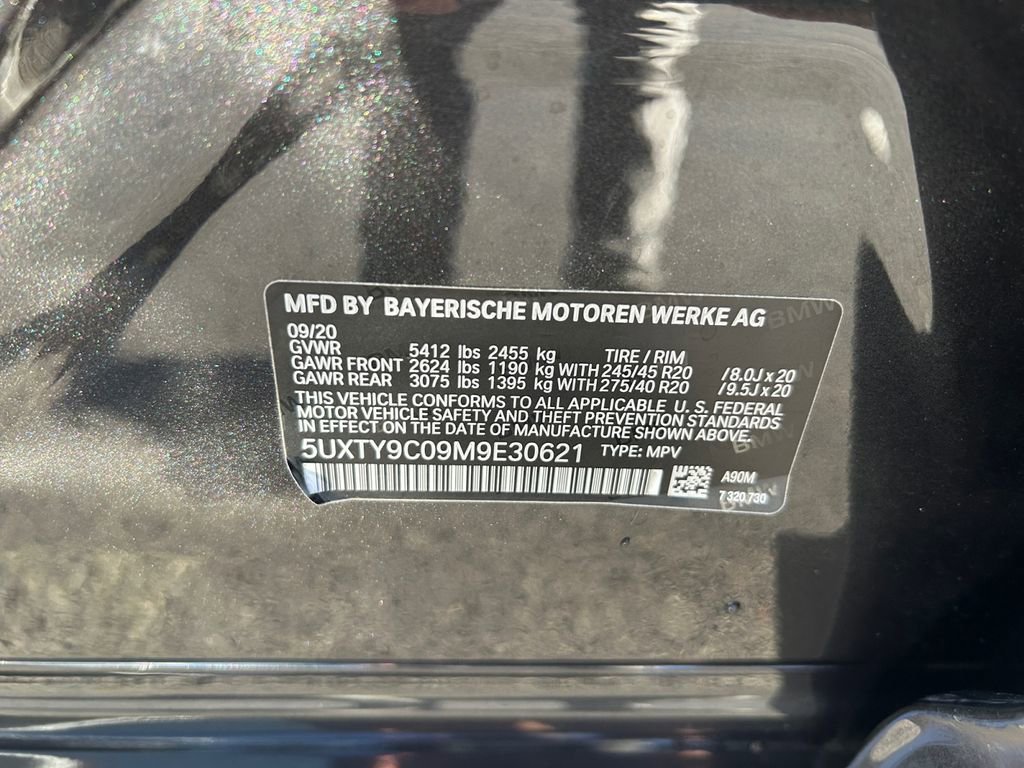 MFD BY BAYERISCHE MOTOREN WERKE AG
09/20
GVWR 5412 lbs 2455 kg TIRE / RIM
GAWR FRONT 2624 lbs 1190 kg WITH 245/45 R20 /8.0J x 20
GAWR REAR 3075 lbs 1395 kg WITH 275/40 R20 /9.5J x 20
THIS VEHICLE CONFORMS TO ALL APPLICABLE U.S. FEDERAL
MOTOR VEHICLE SAFETY AND THEFT PREVENTION STANDARDS
IN EFFECT ON THE DATE OF MANUFACTURE SHOWN ABOVE.
5UXTY9C09M9E30621 TYPE: MPV
A90M
7 320 730